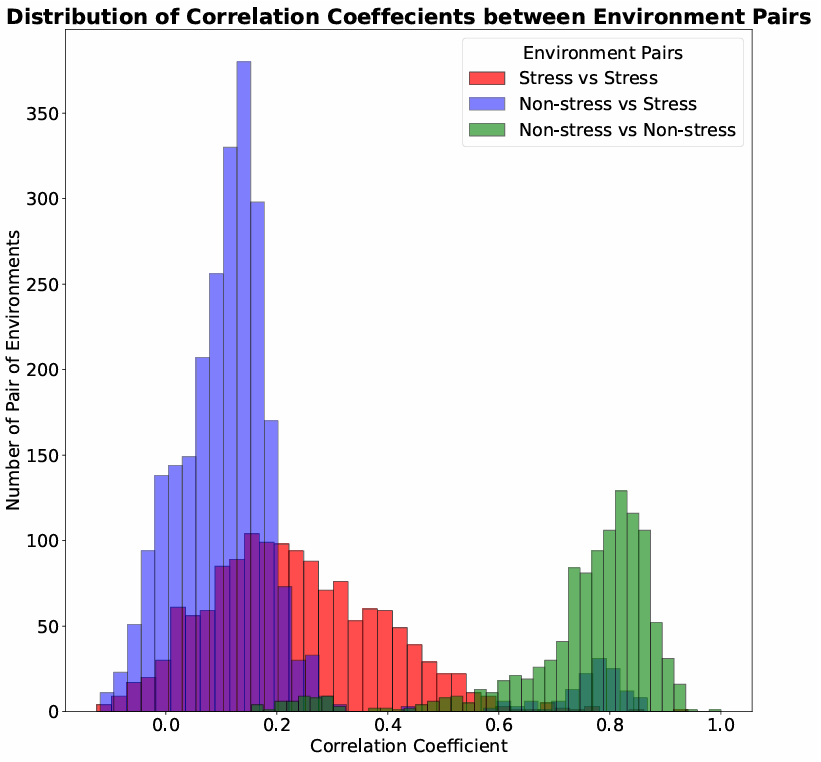 Distribution of Correlation Coeffecients between Environment Pairs
Environment Pairs
Stress vs Stress
Non-stress vs Stress
Non-stress vs Non-stress
Number of Pair of Environments
350
300
250
200
150
100
50
0
0.0 0.2 0.4 0.6 0.8 1.0
Correlation Coefficient